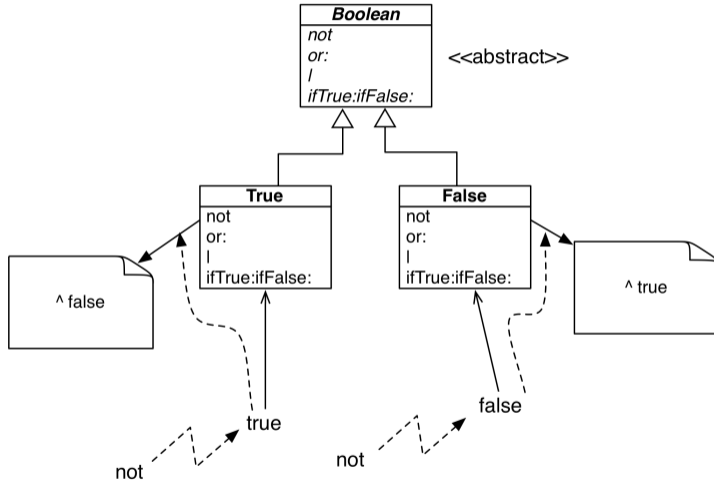 Boolean
not
or:
|
ifTrue:ifFalse:
<<abstract>>
True
not
or:
|
ifTrue:ifFalse:
False
not
or:
|
ifTrue:ifFalse:
^ false
^ true
true
not
false
not